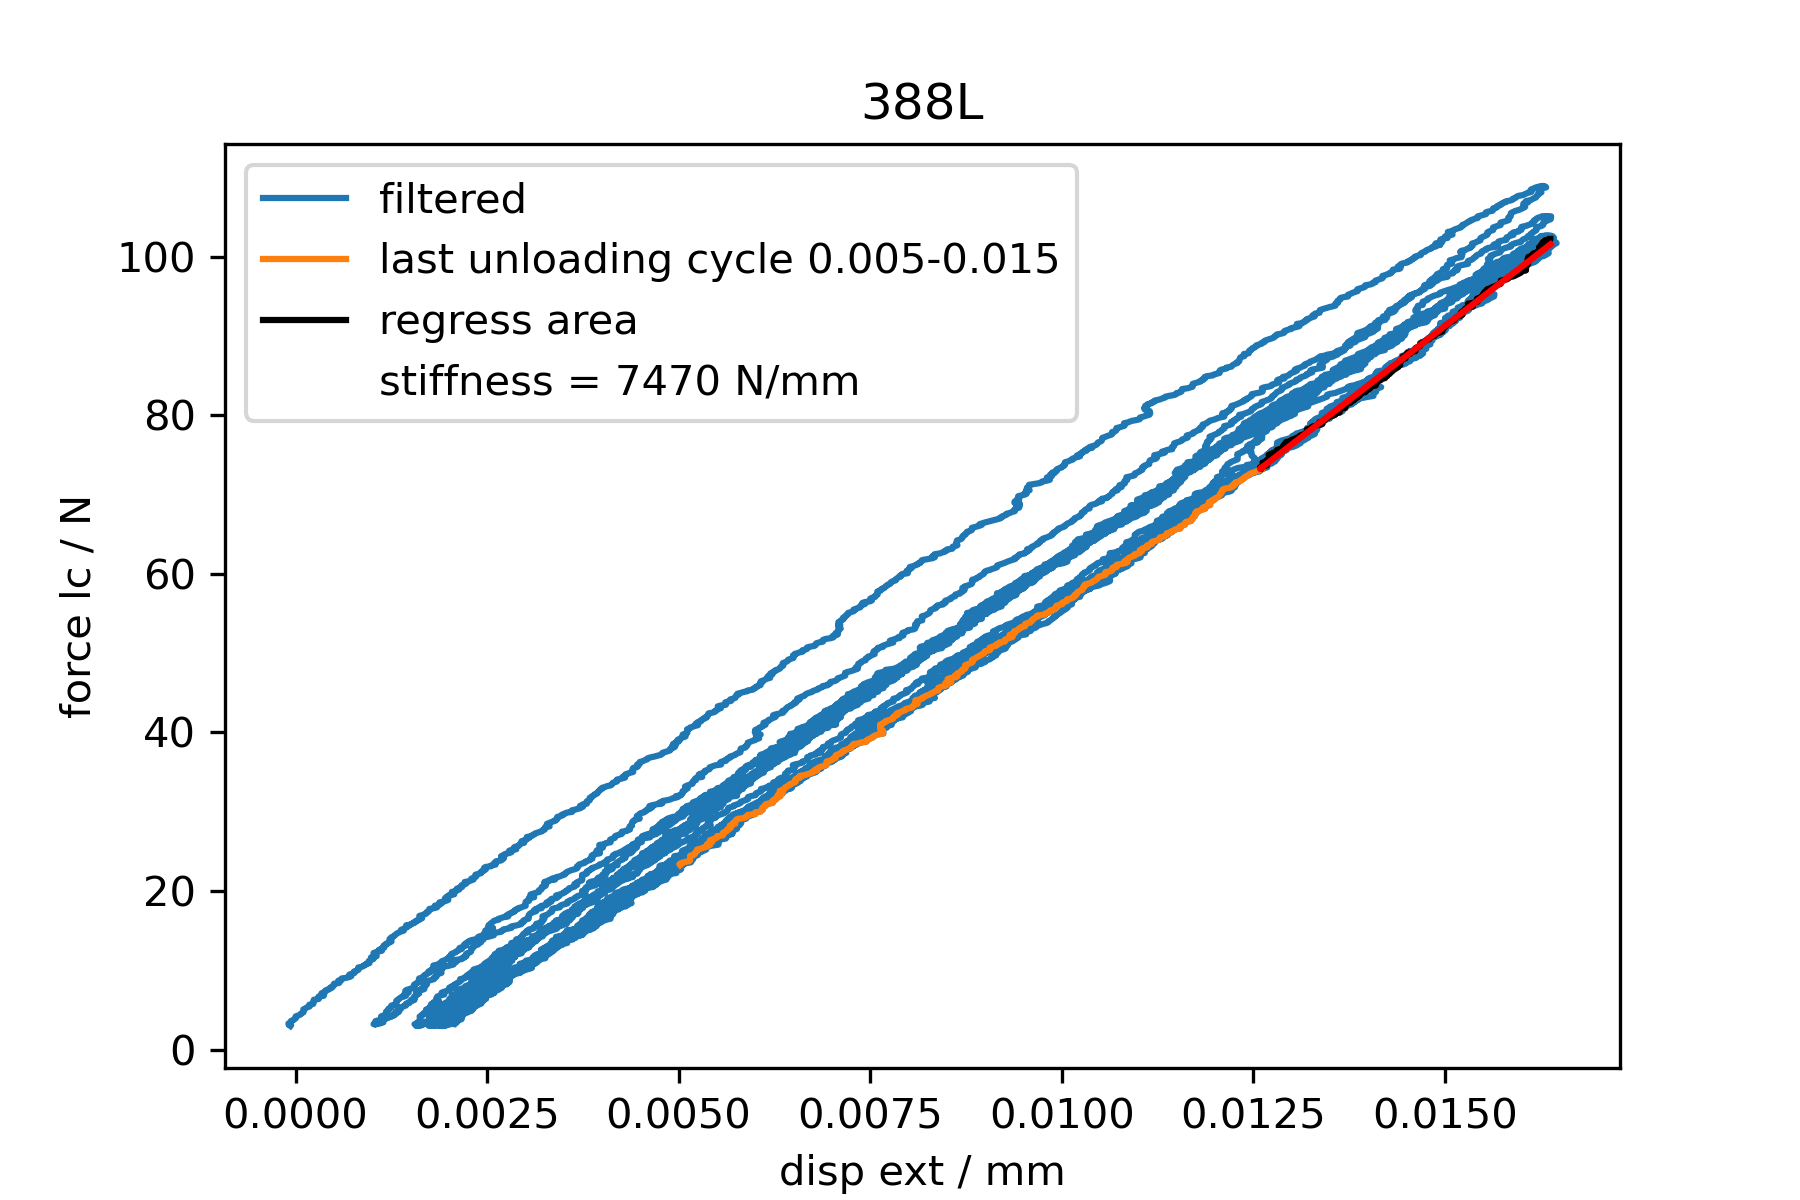 388L
filtered
last unloading cycle 0.005-0.015
regress area
stiffness = 7470 N/mm
force lc / N
100
80
60
40
20
0
0.0000 0.0025 0.0050 0.0075 0.0100 0.0125 0.0150
disp ext / mm